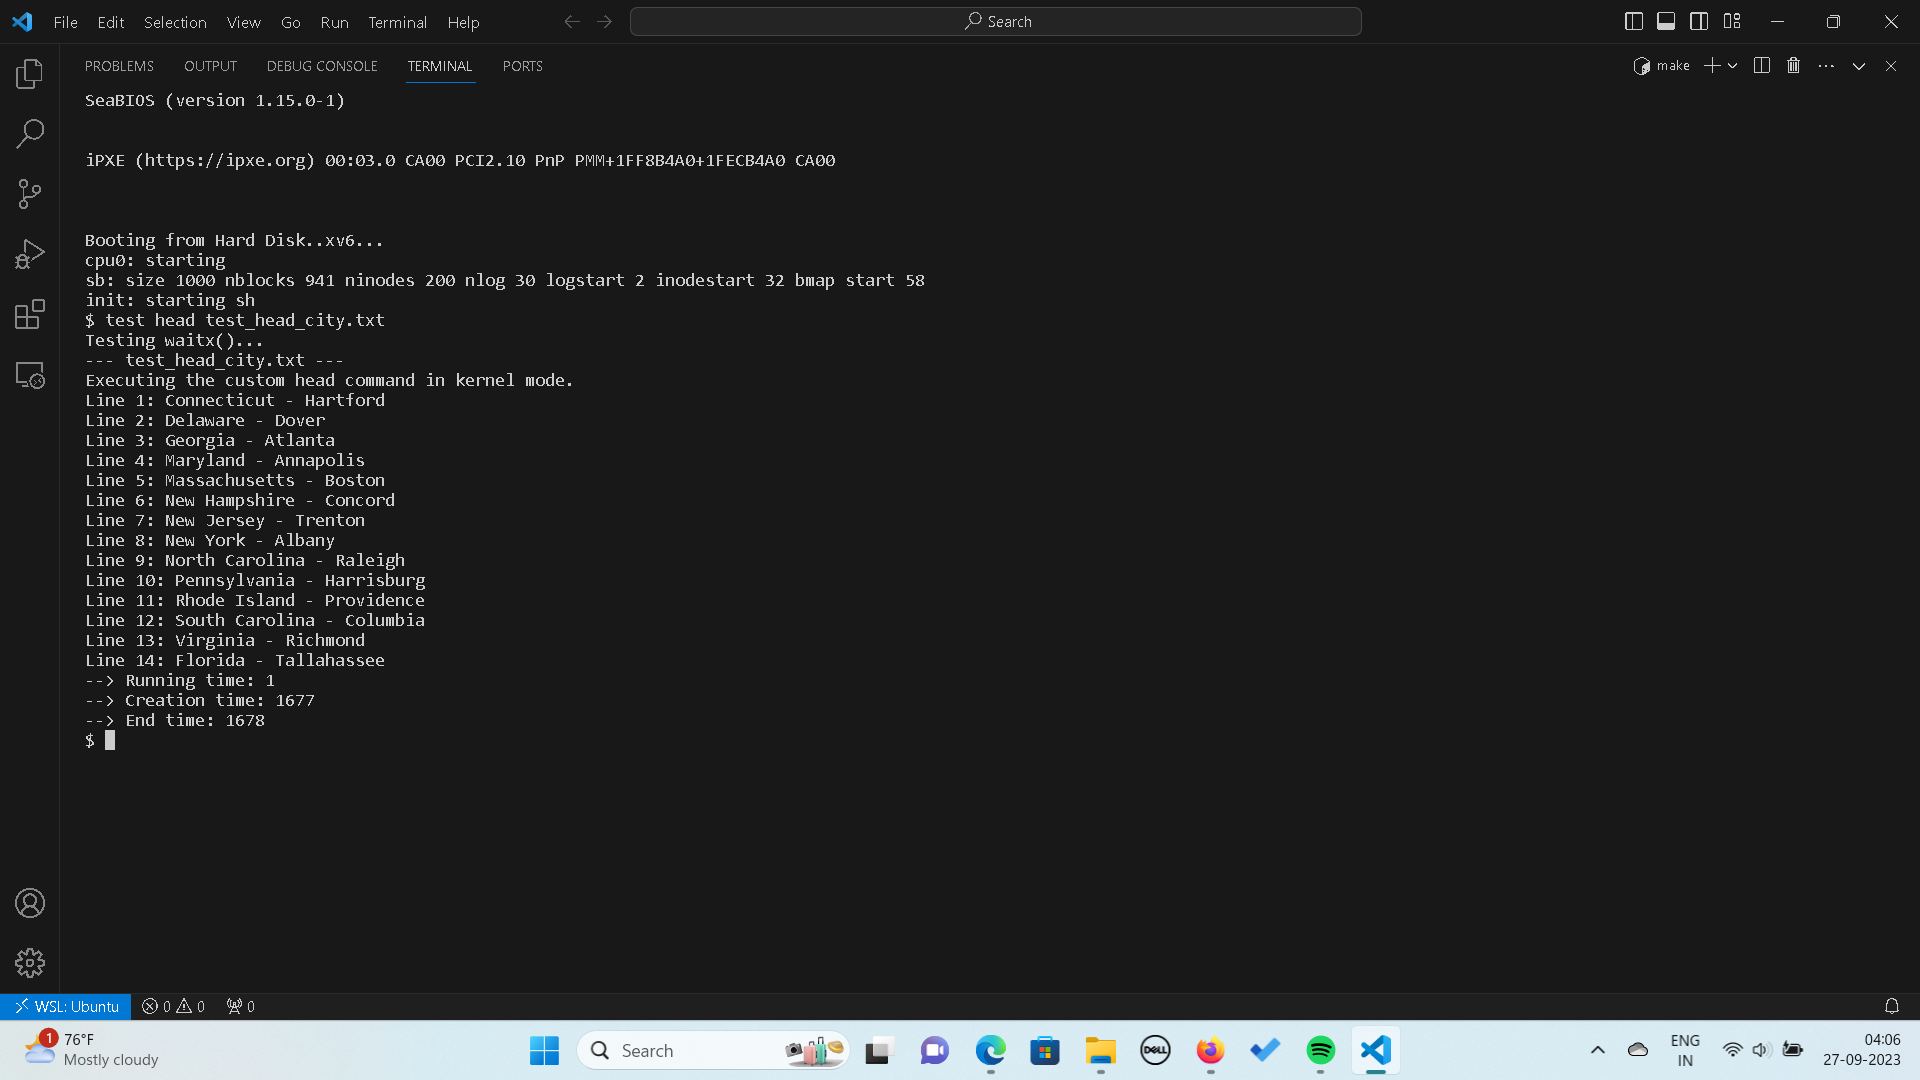 File Edit Selection View Go Run Terminal Help
Search
PROBLEMS OUTPUT DEBUG CONSOLE TERMINAL PORTS
make
SeaBIOS (version 1.15.0-1)
iPXE (https://ipxe.org) 00:03.0 CA00 PCI2.10 PnP PMM+1FF8B4A0+1FECB4A0 CA00
Booting from Hard Disk..xv6...
cpu0: starting
sb: size 1000 nblocks 941 ninodes 200 nlog 30 logstart 2 inodestart 32 bmap start 58
init: starting sh
$ test head test_head_city.txt
Testing waitx()...
--- test_head_city.txt ---
Executing the custom head command in kernel mode.
Line 1: Connecticut - Hartford
Line 2: Delaware - Dover
Line 3: Georgia - Atlanta
Line 4: Maryland - Annapolis
Line 5: Massachusetts - Boston
Line 6: New Hampshire - Concord
Line 7: New Jersey - Trenton
Line 8: New York - Albany
Line 9: North Carolina - Raleigh
Line 10: Pennsylvania - Harrisburg
Line 11: Rhode Island - Providence
Line 12: South Carolina - Columbia
Line 13: Virginia - Richmond
Line 14: Florida - Tallahassee
--> Running time: 1
--> Creation time: 1677
--> End time: 1678
$
WSL: Ubuntu 0 0 0
1
76°F
Mostly cloudy
Search
DELL
ENG
IN
04:06
27-09-2023